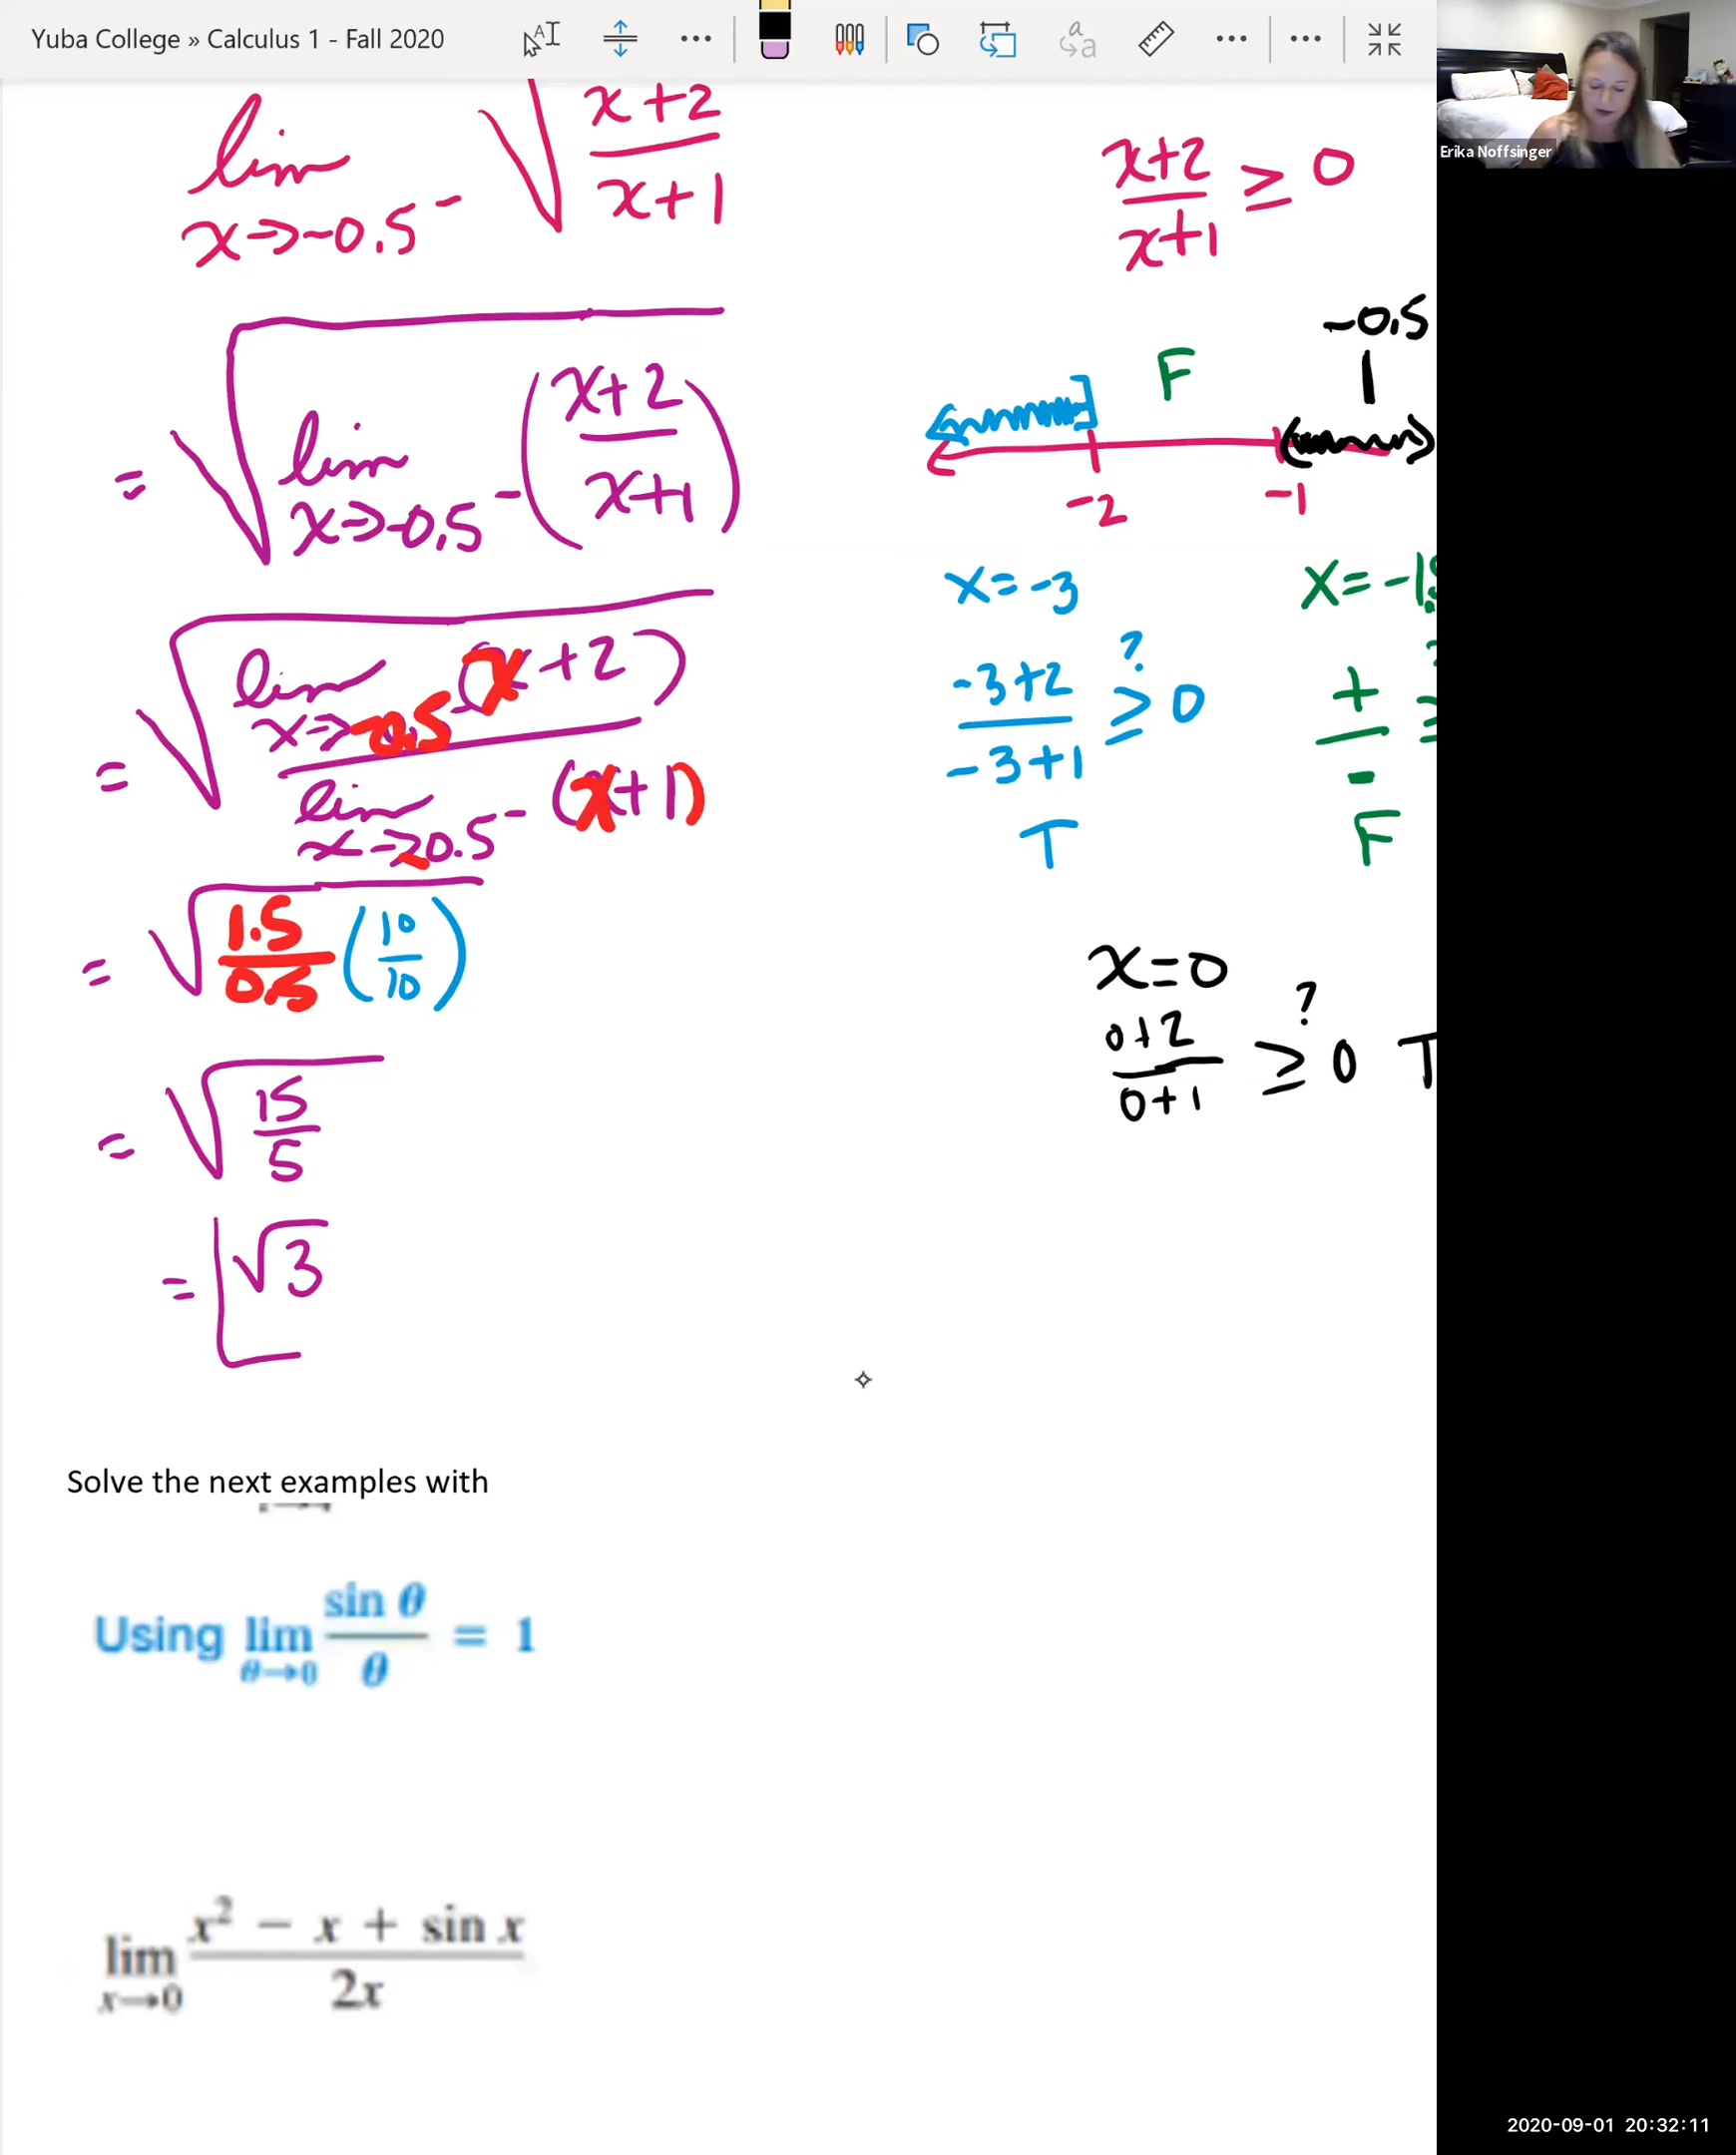 Yuba College » Calculus 1 - Fall 2020
Erika Noffsinger
lim x→-0.5⁻ √((x+2)/(x+1))
= √(lim x→-0.5⁻ ((x+2)/(x+1)))
= √((lim x→-0.5⁻ (x+2))/(lim x→-0.5⁻ (x+1)))
= √((1.5/0.5)(10/10))
= √(15/5)
= √3
(x+2)/(x+1) ≥ 0
-0.5
F
-2 -1
x=-3
(-3+2)/(-3+1) ≥? 0
T
+/-
F
x=0
(0+2)/(0+1) ≥? 0 T
Solve the next examples with
Using lim θ→0 sin θ/θ = 1
lim x→0 (x² − x + sin x)/2x
2020-09-01 20:32:11